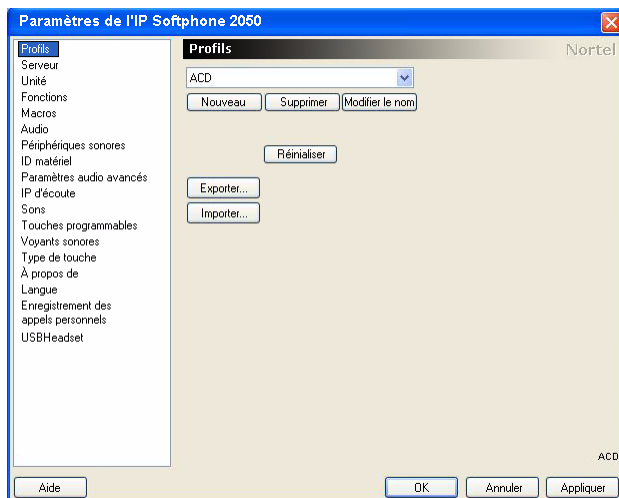 Paramètres de l'IP Softphone 2050
Profils
Serveur
Unité
Fonctions
Macros
Audio
Périphériques sonores
ID matériel
Paramètres audio avancés
IP d'écoute
Sons
Touches programmables
Voyants sonores
Type de touche
À propos de
Langue
Enregistrement des
appels personnels
USBHeadset
Profils
Nortel
ACD
Nouveau
Supprimer
Modifier le nom
Réinialiser
Exporter...
Importer...
ACD
Aide
OK
Annuler
Appliquer